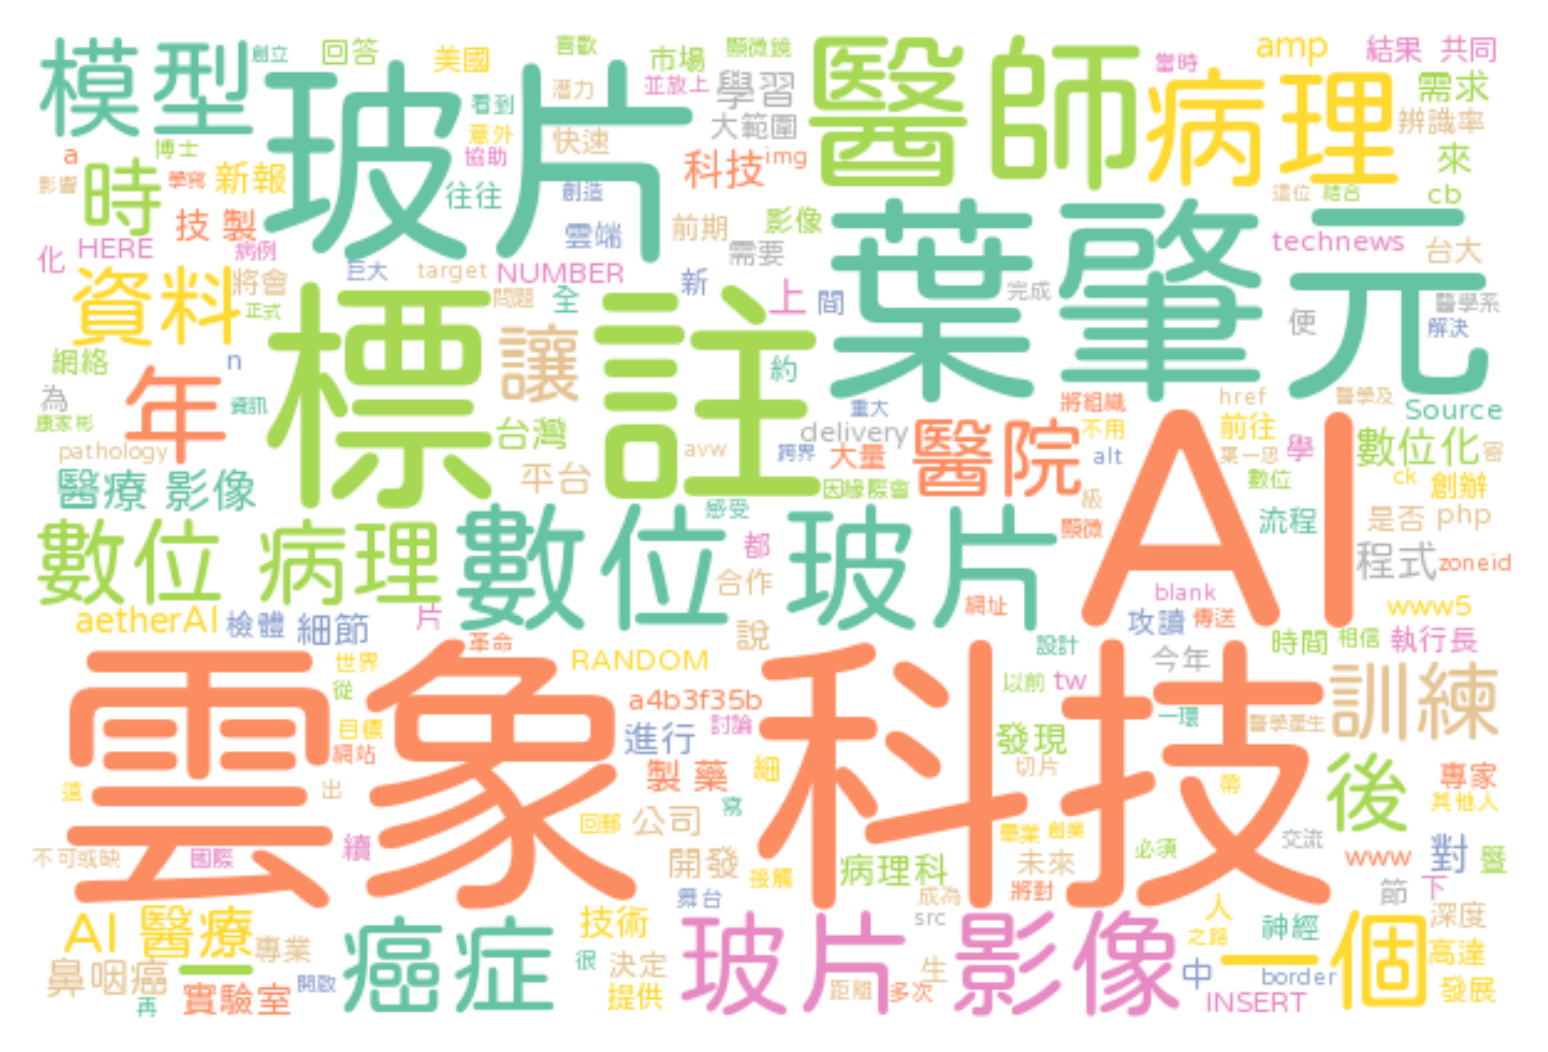 模型 創立 回答 美國 喜歡 市場 顯微鏡 當時 amp 結果 共同
玻片 看到 潛力 並放上 學習 醫師 病理 需求
意外 快速 大範圍 辨識率
a 博士 協助 科技 img 來
影響 時 學寫 新報 往往 創造 這位 結合 cb
技 製 雲端 前期 影像 葉肇元 technews 台大
化 HERE 病例 需要
巨大 target NUMBER 新 上 間 完成 醫學系
資料 將會 正式 問題 全 便 解決
標註 讓 約
網絡 n
為 年 資訊 重大 將組織 href 醫學及 Source
康家彬 台灣 delivery 醫院 不用 前往 學 數位化 密
pathology avw 跨界 大量 alt 葉一思
醫療 影像 平台 因緣際會 級 AI 數位 ck 創辦
數位 病理 數位 玻片 感受 顯微 流程 是否 php
都 程式 zoneid
合作 blank
aetherAI 檢體 細節 片 網址 攻讀 傳送 www5
革命 說 設計 時間 相信 執行長
雲象科技 世界 RANDOM 今年
從 a4b3f35b 以前 tw 訓練
目標 進行 討論 發現 一環 醫學產生
網站 製 藥 細 切片 後 專家
這 出 寫 帶 其他人
回郵 公司 畢業 創業 交流
不可或缺 國際 續 開發 接觸 病理科 未來 必須 www 對 暨
舞台 成為 將對 節 下
AI 醫療 專業 癌症 技術 玻片 src 影像 人 神經 一個 深度
鼻咽癌 一 很 決定 生 之路 高達
再 實驗室 開啟 提供 距離 多次 中 border 發展
INSERT